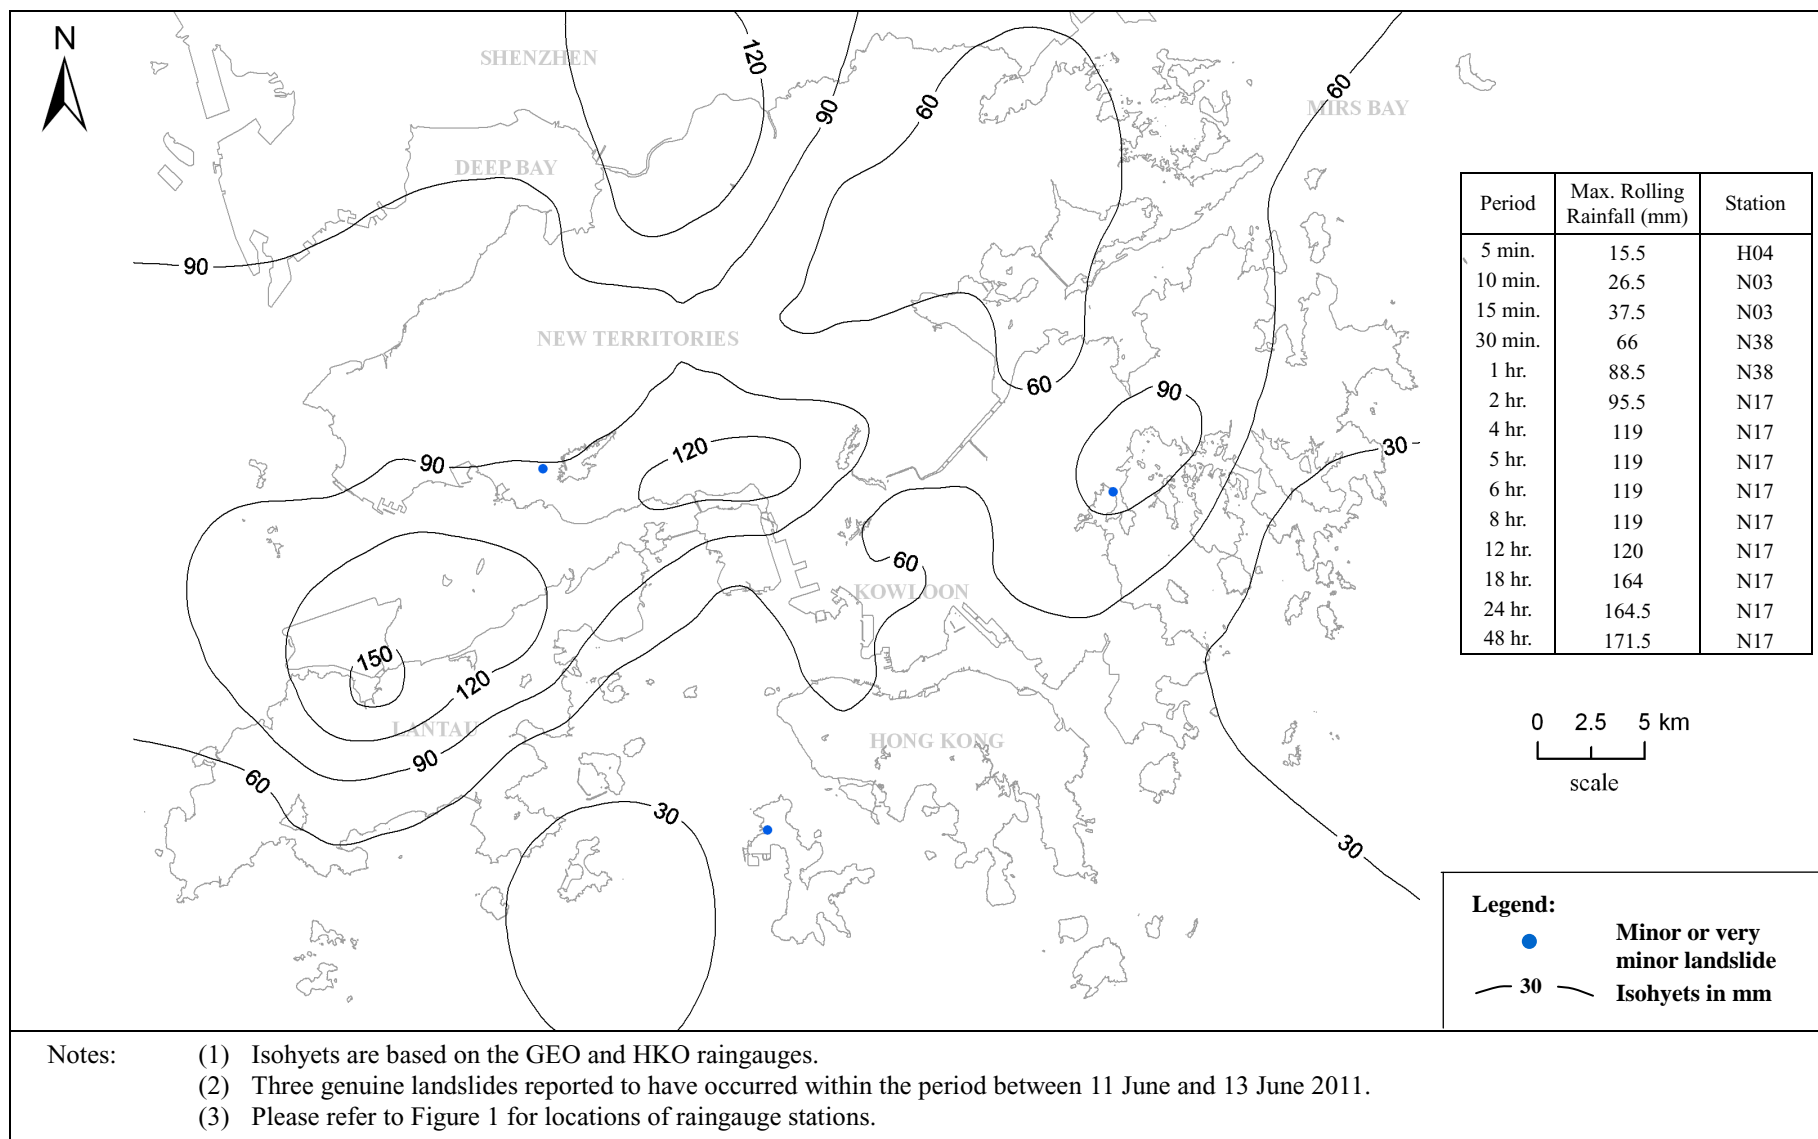 N
SHENZHEN
120
60
MIRS BAY
90
60
DEEP BAY
90
NEW TERRITORIES
60
90
120
30
90
60
KOWLOON
150
120
LANTAU
HONG KONG
90
60
30
30
Period Max. Rolling Rainfall (mm) Station
5 min. 15.5 H04
10 min. 26.5 N03
15 min. 37.5 N03
30 min. 66 N38
1 hr. 88.5 N38
2 hr. 95.5 N17
4 hr. 119 N17
5 hr. 119 N17
6 hr. 119 N17
8 hr. 119 N17
12 hr. 120 N17
18 hr. 164 N17
24 hr. 164.5 N17
48 hr. 171.5 N17
0 2.5 5 km
scale
Legend:
Minor or very
minor landslide
30 Isohyets in mm
Notes: (1) Isohyets are based on the GEO and HKO raingauges.
(2) Three genuine landslides reported to have occurred within the period between 11 June and 13 June 2011.
(3) Please refer to Figure 1 for locations of raingauge stations.